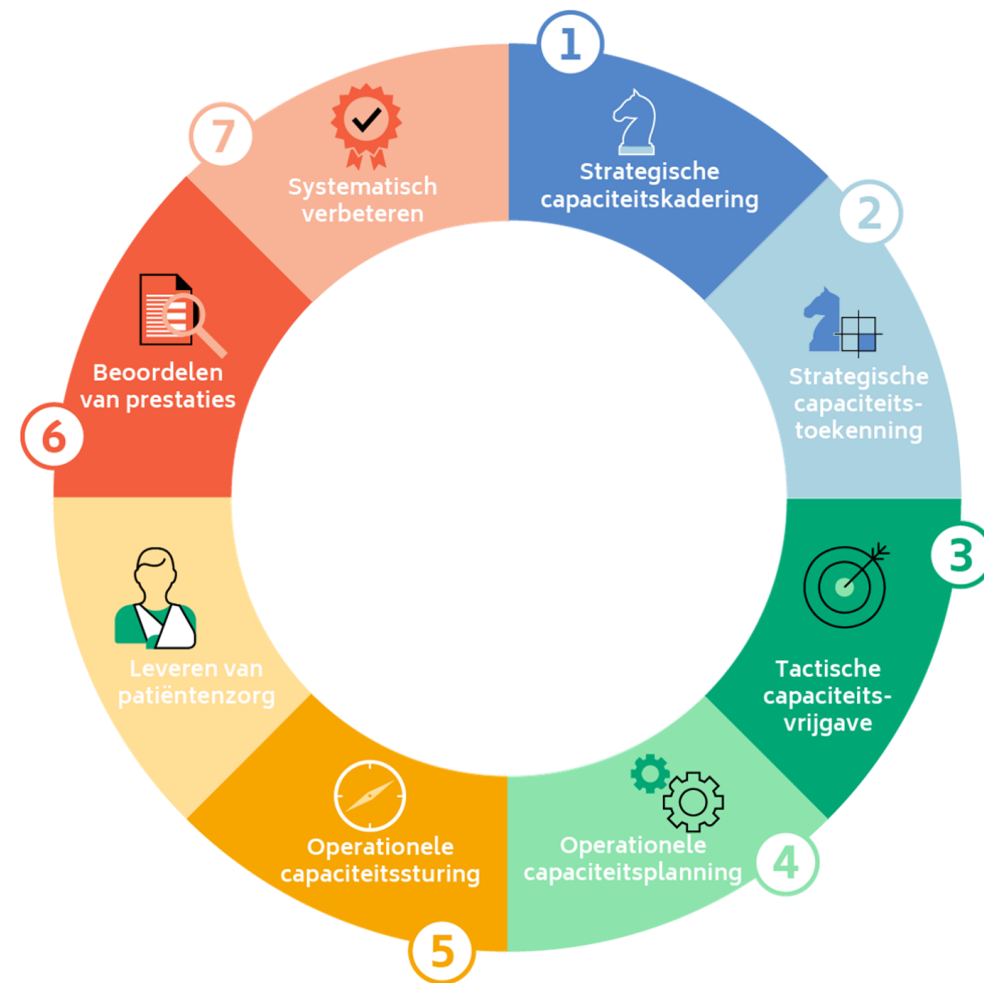 1
Strategische
capaciteitskadering
2
Strategische
capaciteits-
toekenning
3
Tactische
capaciteits-
vrijgave
4
Operationele
capaciteitsplanning
5
Operationele
capaciteitssturing
Leveren van
patiëntenzorg
6
Beoordelen
van prestaties
7
Systematisch
verbeteren